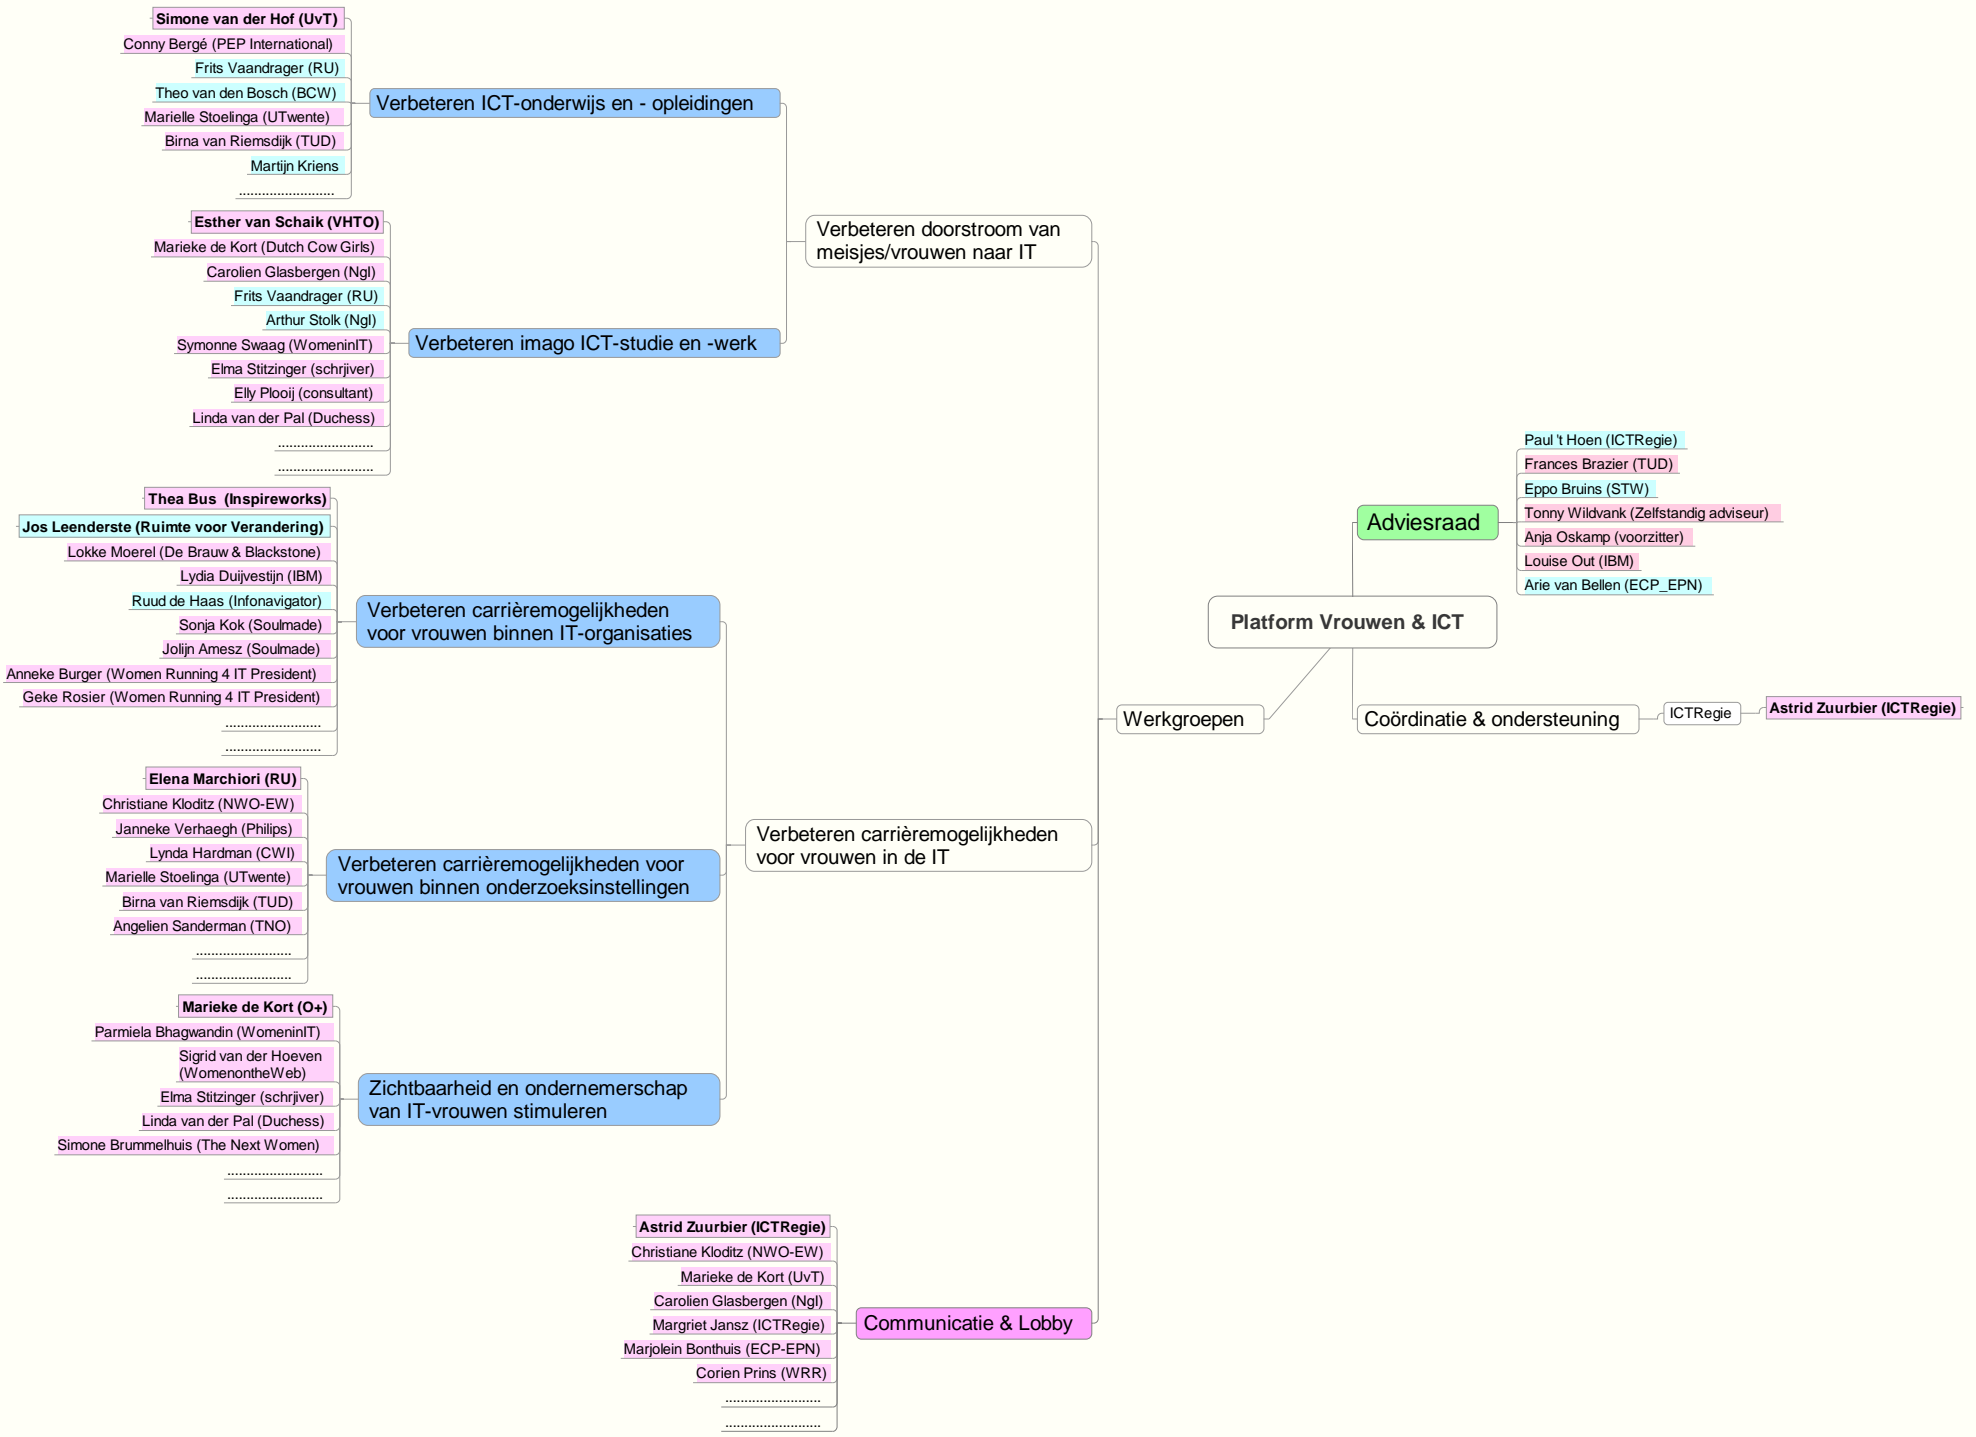 Simone van der Hof (UvT)
Conny Bergé (PEP International)
Frits Vaandrager (RU)
Theo van den Bosch (BCW)
Marielle Stoelinga (UTwente)
Birna van Riemsdijk (TUD)
Martijn Kriens
.........................
Verbeteren ICT-onderwijs en - opleidingen
Esther van Schaik (VHTO)
Marieke de Kort (Dutch Cow Girls)
Carolien Glasbergen (NgI)
Frits Vaandrager (RU)
Arthur Stolk (NgI)
Symonne Swaag (WomeninIT)
Elma Stitzinger (schrjiver)
Elly Plooij (consultant)
Linda van der Pal (Duchess)
.........................
.........................
Verbeteren imago ICT-studie en -werk
Verbeteren doorstroom van
meisjes/vrouwen naar IT
Thea Bus  (Inspireworks)
Jos Leenderste (Ruimte voor Verandering)
Lokke Moerel (De Brauw & Blackstone)
Lydia Duijvestijn (IBM)
Ruud de Haas (Infonavigator)
Sonja Kok (Soulmade)
Jolijn Amesz (Soulmade)
Anneke Burger (Women Running 4 IT President)
Geke Rosier (Women Running 4 IT President)
.........................
.........................
Verbeteren carrièremogelijkheden
voor vrouwen binnen IT-organisaties
Elena Marchiori (RU)
Christiane Kloditz (NWO-EW)
Janneke Verhaegh (Philips)
Lynda Hardman (CWI)
Marielle Stoelinga (UTwente)
Birna van Riemsdijk (TUD)
Angelien Sanderman (TNO)
.........................
.........................
Verbeteren carrièremogelijkheden voor
vrouwen binnen onderzoeksinstellingen
Marieke de Kort (O+)
Parmiela Bhagwandin (WomeninIT)
Sigrid van der Hoeven
(WomenontheWeb)
Elma Stitzinger (schrjiver)
Linda van der Pal (Duchess)
Simone Brummelhuis (The Next Women)
.........................
.........................
Zichtbaarheid en ondernemerschap
van IT-vrouwen stimuleren
Verbeteren carrièremogelijkheden
voor vrouwen in de IT
Astrid Zuurbier (ICTRegie)
Christiane Kloditz (NWO-EW)
Marieke de Kort (UvT)
Carolien Glasbergen (NgI)
Margriet Jansz (ICTRegie)
Marjolein Bonthuis (ECP-EPN)
Corien Prins (WRR)
.........................
.........................
Communicatie & Lobby
Werkgroepen
Platform Vrouwen & ICT
Adviesraad
Paul 't Hoen (ICTRegie)
Frances Brazier (TUD)
Eppo Bruins (STW)
Tonny Wildvank (Zelfstandig adviseur)
Anja Oskamp (voorzitter)
Louise Out (IBM)
Arie van Bellen (ECP_EPN)
Coördinatie & ondersteuning
ICTRegie
Astrid Zuurbier (ICTRegie)